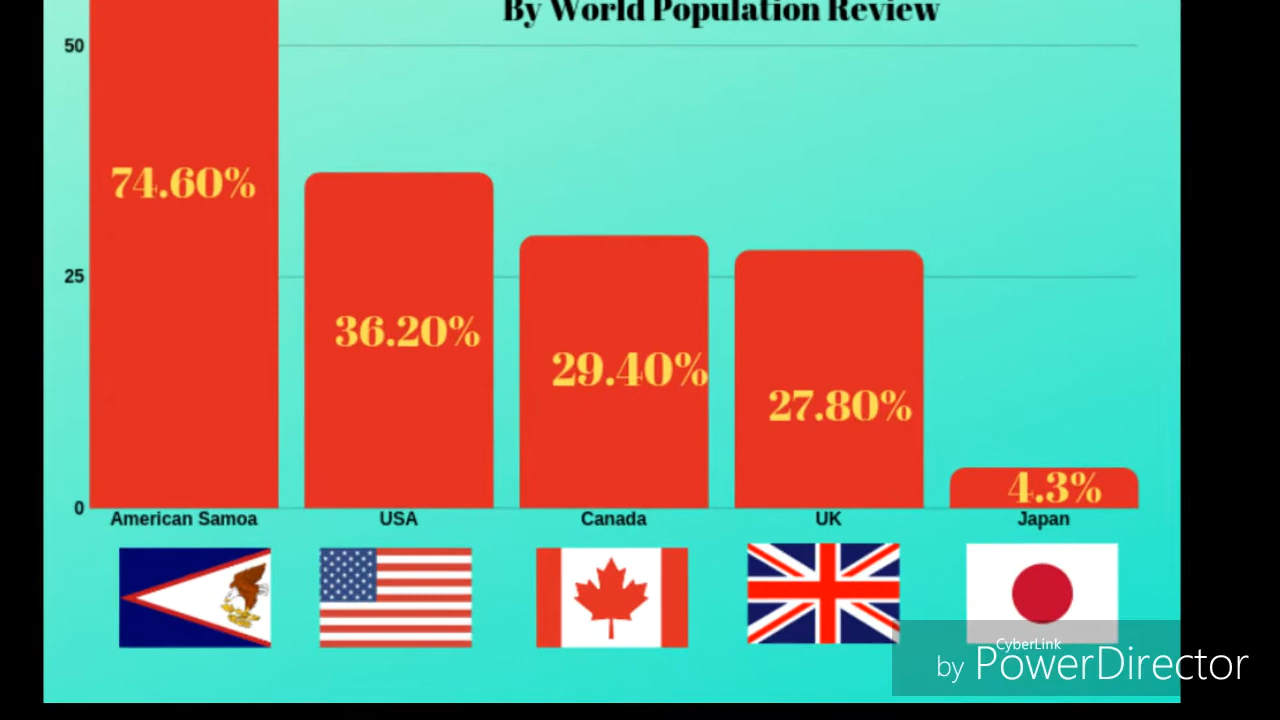 By World Population Review
50
74.60%
25
36.20%
29.40%
27.80%
4.3%
0
American Samoa
USA
Canada
UK
Japan
CyberLink
by PowerDirector